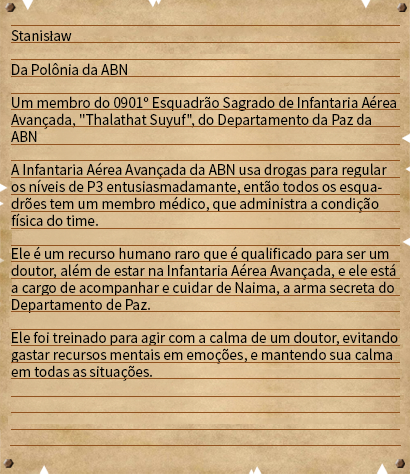 Stanisław
Da Polônia da ABN
Um membro do 0901º Esquadrão Sagrado de Infantaria Aérea
Avançada, "Thalathat Suyuf", do Departamento da Paz da
ABN
A Infantaria Aérea Avançada da ABN usa drogas para regular
os níveis de P3 entusiasmadamante, então todos os esqua-
drões tem um membro médico, que administra a condição
física do time.
Ele é um recurso humano raro que é qualificado para ser um
doutor, além de estar na Infantaria Aérea Avançada, e ele está
a cargo de acompanhar e cuidar de Naima, a arma secreta do
Departamento de Paz.
Ele foi treinado para agir com a calma de um doutor, evitando
gastar recursos mentais em emoções, e mantendo sua calma
em todas as situações.